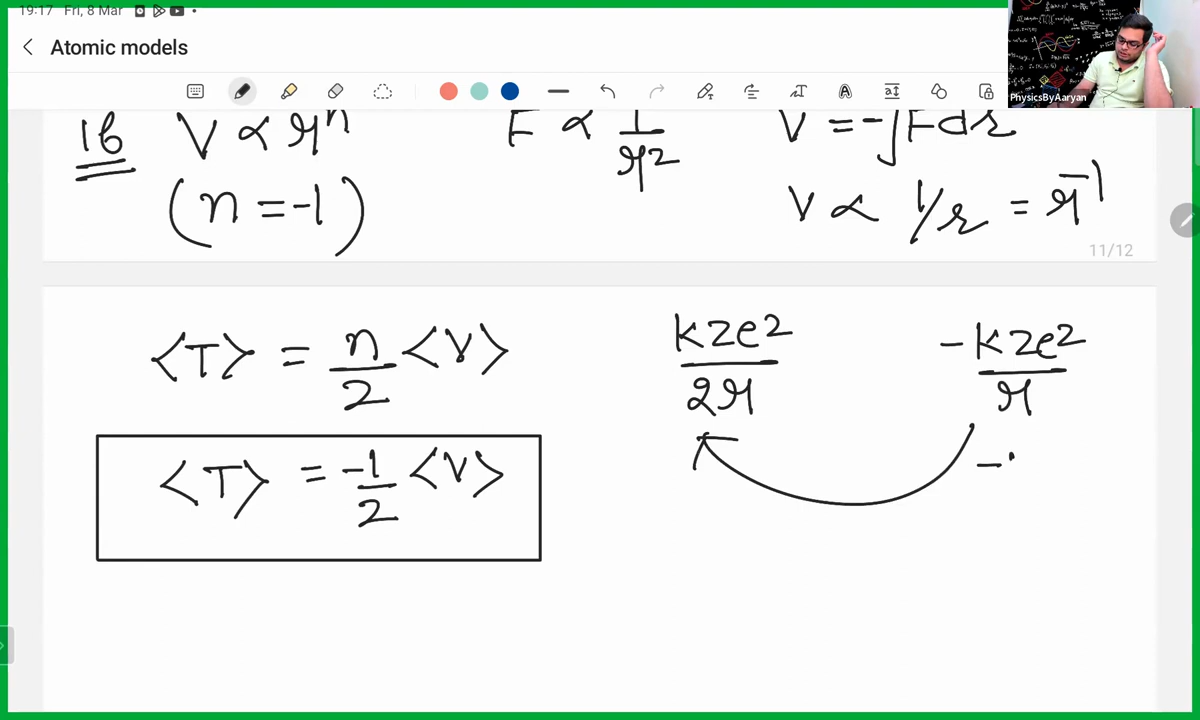 19:17 Fri, 8 Mar
Atomic models
PhysicsByAaryan
16 V ∝ r^n F ∝ 1/r² V = -∫F dr
(n = -1) V ∝ 1/r = r^-1
11/12
<T> = n/2 <V> kze²/2r -kze²/r
<T> = -1/2 <V> -